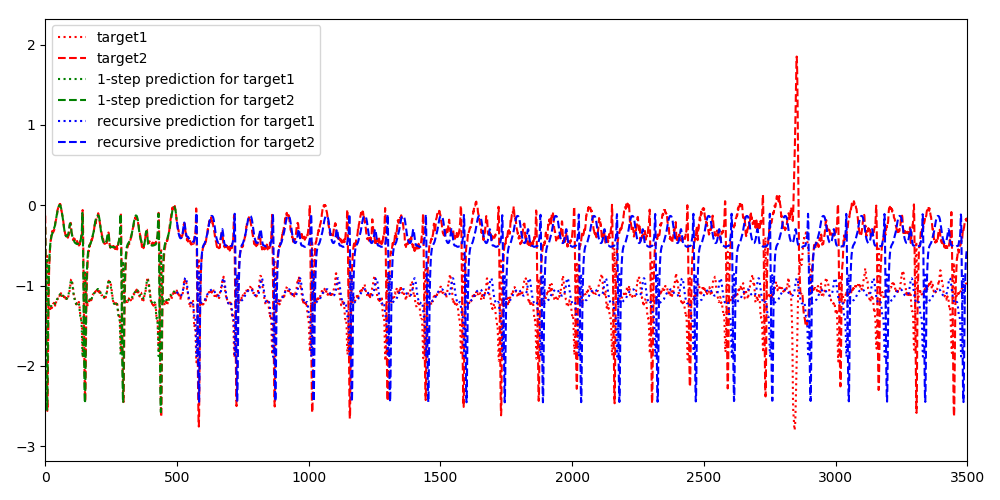 target1
target2
1-step prediction for target1
1-step prediction for target2
recursive prediction for target1
recursive prediction for target2
2
1
0
−1
−2
−3
0 500 1000 1500 2000 2500 3000 3500